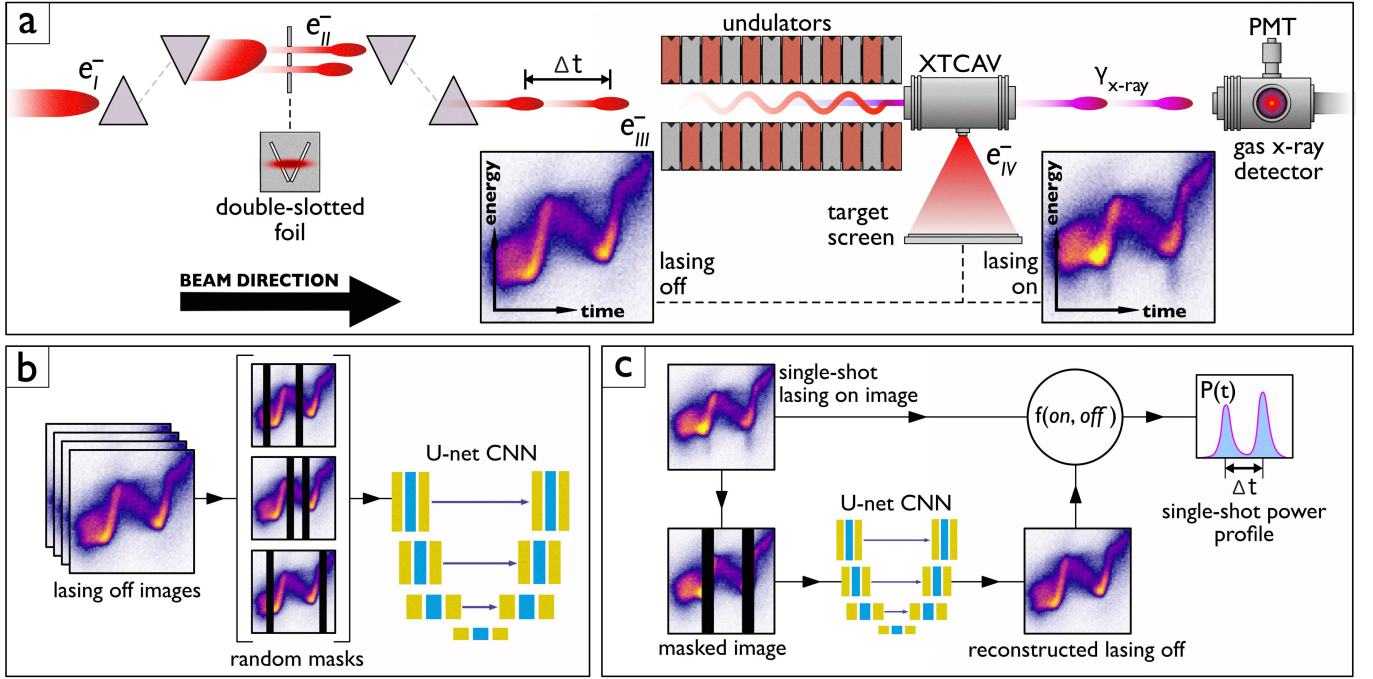 a
e⁻I
e⁻II
Δt
undulators
XTCAV
γx-ray
PMT
e⁻III
e⁻IV
gas x-ray
detector
double-slotted
foil
target
screen
energy
time
lasing
off
energy
time
lasing
on
BEAM DIRECTION
b
lasing off images
random masks
U-net CNN
c
single-shot
lasing on image
f(on, off)
P(t)
Δt
single-shot power
profile
U-net CNN
masked image
reconstructed lasing off